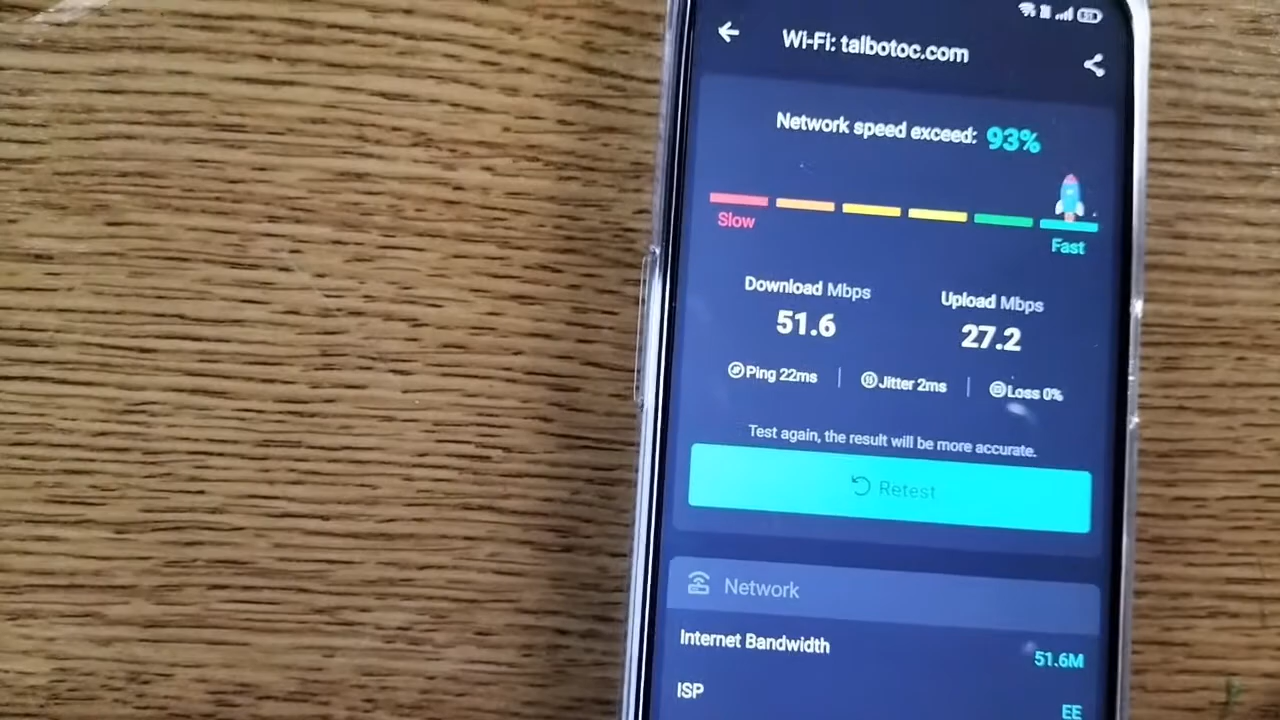 Wi-Fi: talbotoc.com
Network speed exceed: 93%
Slow
Fast
Download Mbps
Upload Mbps
51.6
27.2
Ping 22ms
Jitter 2ms
Loss 0%
Test again, the result will be more accurate.
Retest
Network
Internet Bandwidth
51.6M
ISP
EE